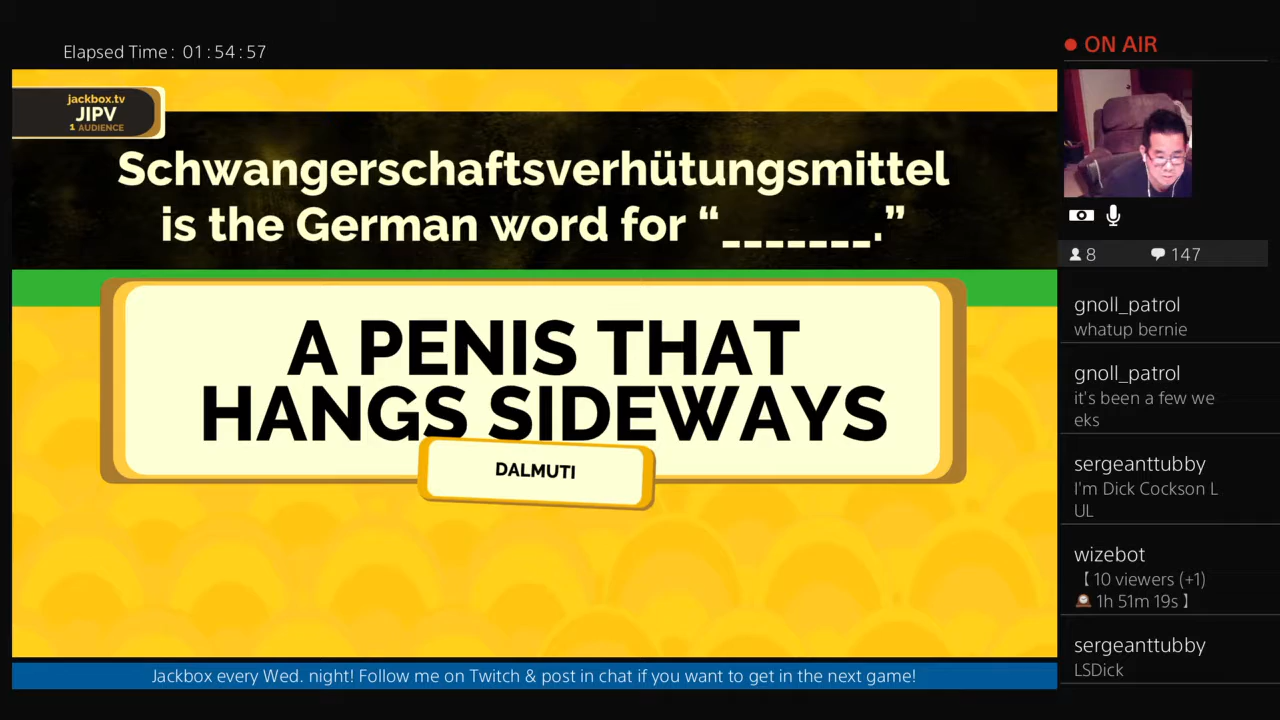 Elapsed Time: 01:54:57
ON AIR
jackbox.tv
JIPV
1 AUDIENCE
Schwangerschaftsverhütungsmittel
is the German word for “_______.”
A PENIS THAT
HANGS SIDEWAYS
DALMUTI
8 147
gnoll_patrol
whatup bernie
gnoll_patrol
it's been a few we
eks
sergeanttubby
I'm Dick Cockson L
UL
wizebot
【 10 viewers (+1)
1h 51m 19s 】
sergeanttubby
LSDick
Jackbox every Wed. night! Follow me on Twitch & post in chat if you want to get in the next game!